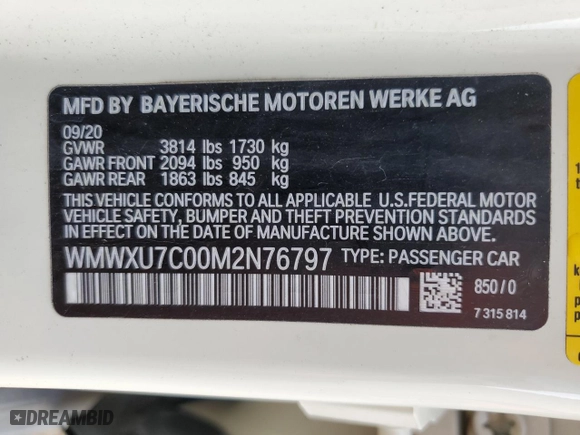 MFD BY BAYERISCHE MOTOREN WERKE AG
09/20
GVWR 3814 lbs 1730 kg
GAWR FRONT 2094 lbs 950 kg
GAWR REAR 1863 lbs 845 kg
THIS VEHICLE CONFORMS TO ALL APPLICABLE U.S.FEDERAL MOTOR
VEHICLE SAFETY, BUMPER AND THEFT PREVENTION STANDARDS
IN EFFECT ON THE DATE OF MANUFACTURE SHOWN ABOVE.
WMWXU7C00M2N76797 TYPE: PASSENGER CAR
850/0
7 315 814
DREAMBID